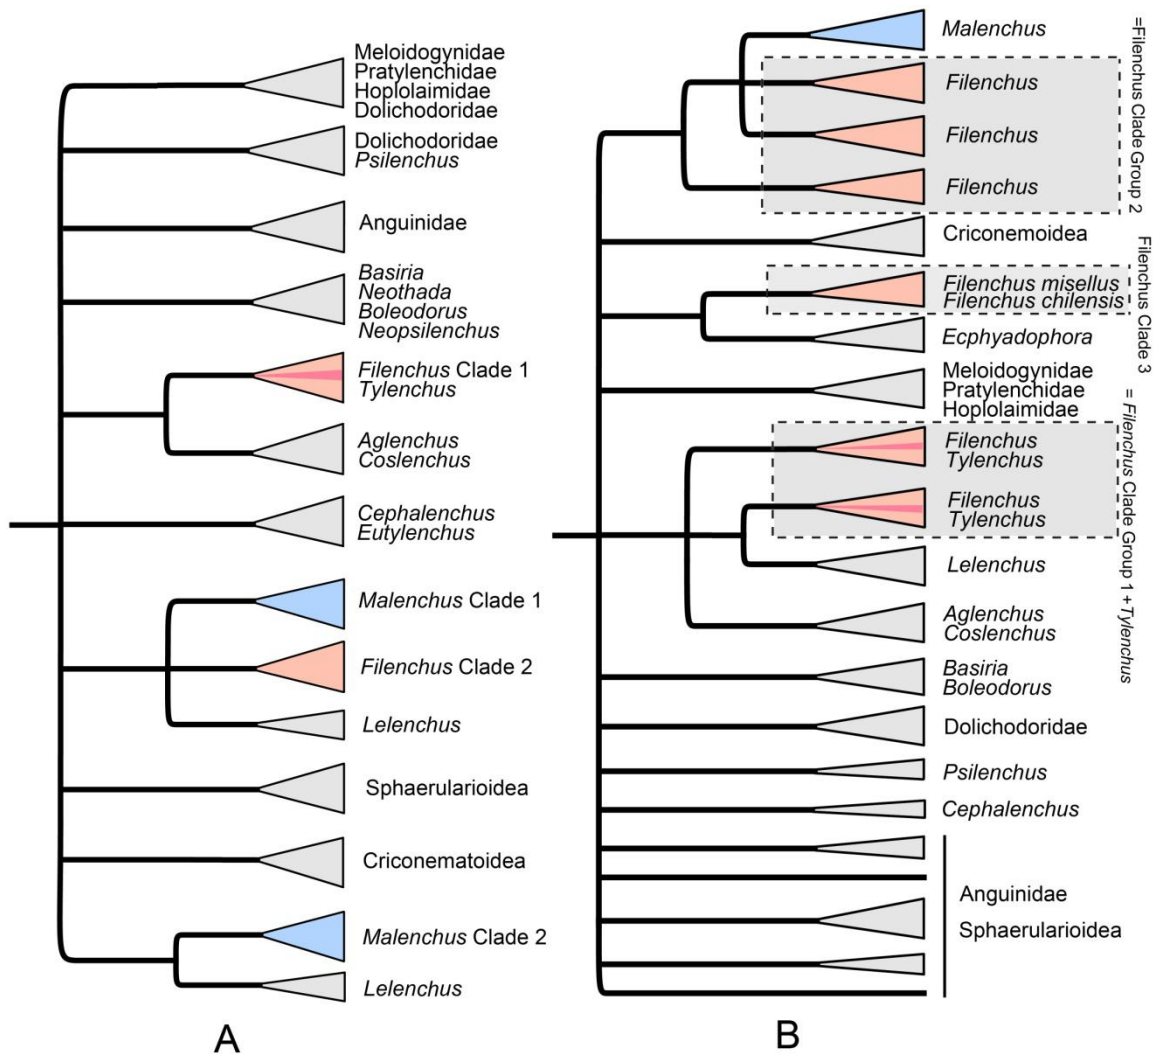 Meloidogynidae
Pratylenchidae
Hoplolaimidae
Dolichodoridae
Dolichodoridae
Psilenchus
Anguinidae
Basiria
Neothada
Boleodorus
Neopsilenchus
Filenchus Clade 1
Tylenchus
Aglenchus
Coslenchus
Cephalenchus
Eutylenchus
Malenchus Clade 1
Filenchus Clade 2
Lelenchus
Sphaerularioidea
Criconematoidea
Malenchus Clade 2
Lelenchus
A
Malenchus
Filenchus
Filenchus
Filenchus
=Filenchus Clade Group 2
Criconemoidea
Filenchus misellus
Filenchus chilensis
Filenchus Clade 3
Ecphyadophora
Meloidogynidae
Pratylenchidae
Hoplolaimidae
Filenchus
Tylenchus
Filenchus
Tylenchus
= Filenchus Clade Group 1 + Tylenchus
Lelenchus
Aglenchus
Coslenchus
Basiria
Boleodorus
Dolichodoridae
Psilenchus
Cephalenchus
Anguinidae
Sphaerularioidea
B